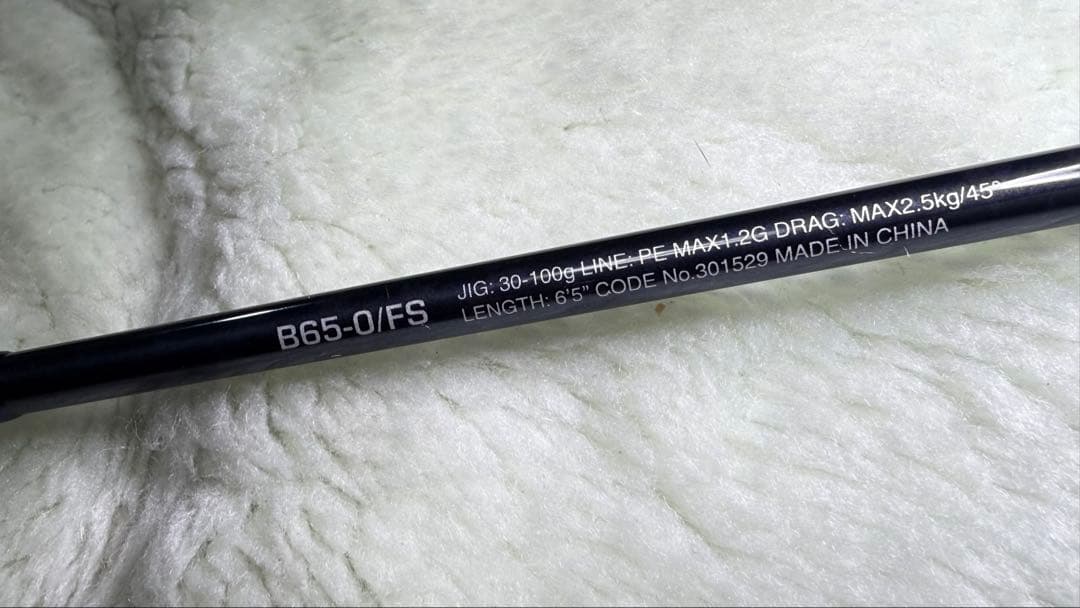 B65-0/FS
JIG: 30-100g LINE: PE MAX1.2G DRAG: MAX2.5kg/45°
LENGTH: 6'5" CODE No.301529 MADE IN CHINA